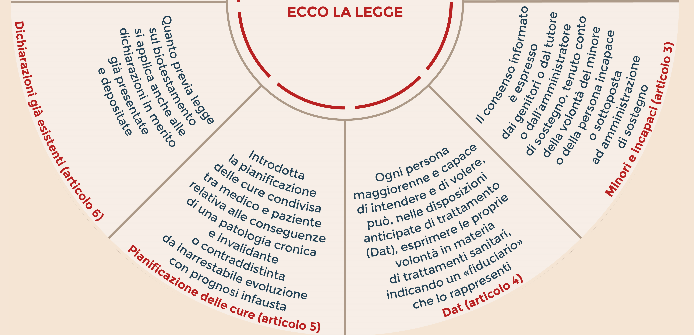 ECCO LA LEGGE
Il consenso informato
è espresso
dai genitori o dal tutore
o dall'amministratore
di sostegno, tenuto conto
della volontà del minore
o della persona incapace
o sottoposta
ad amministrazione
di sostegno
Minori e incapaci (articolo 3)
Ogni persona
maggiorenne e capace
di intendere e di volere,
può, nelle disposizioni
anticipate di trattamento
(Dat), esprimere le proprie
volontà in materia
di trattamenti sanitari,
indicando un «fiduciario»
che lo rappresenti
Dat (articolo 4)
Introdotta
la pianificazione
delle cure condivisa
tra medico e paziente
relativa alle conseguenze
di una patologia cronica
e invalidante
o contraddistinta
da inarrestabile evoluzione
con prognosi infausta
Pianificazione delle cure (articolo 5)
Quanto previa legge
sul biotestamento
si applica anche alle
dichiarazioni in merito
già presentate
e depositate
Dichiarazioni già esistenti (articolo 6)